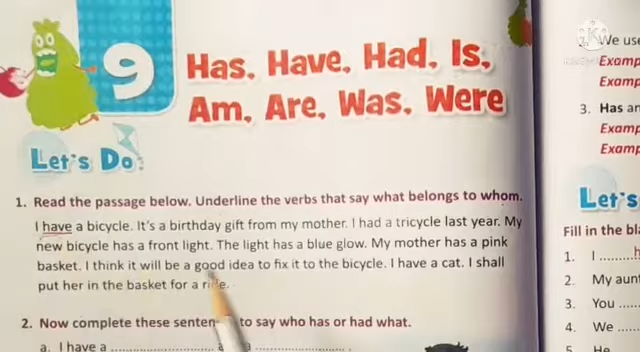 9
Has, Have, Had, Is,
Am, Are, Was, Were
Let's Do
1. Read the passage below. Underline the verbs that say what belongs to whom.
I have a bicycle. It's a birthday gift from my mother. I had a tricycle last year. My
new bicycle has a front light. The light has a blue glow. My mother has a pink
basket. I think it will be a good idea to fix it to the bicycle. I have a cat. I shall
put her in the basket for a
2. Now complete these to say who has or had what.
a. I have a ........................ a ........................
We use
Examp
Examp
3. Has an
Examp
Examp
Let's
Fill in the bla
1. I .........h
2. My aunt
3. You ......
4. We ......
5. He